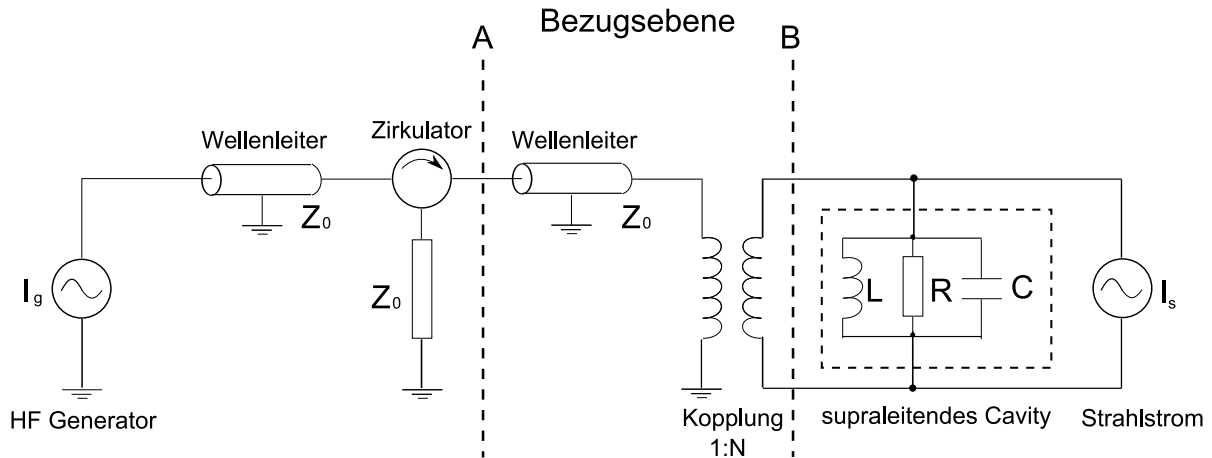 Bezugsebene
A
B
Wellenleiter
Zirkulator
Wellenleiter
Z0
Z0
Ig
Z0
L
R
C
Is
HF Generator
Kopplung
1:N
supraleitendes Cavity
Strahlstrom